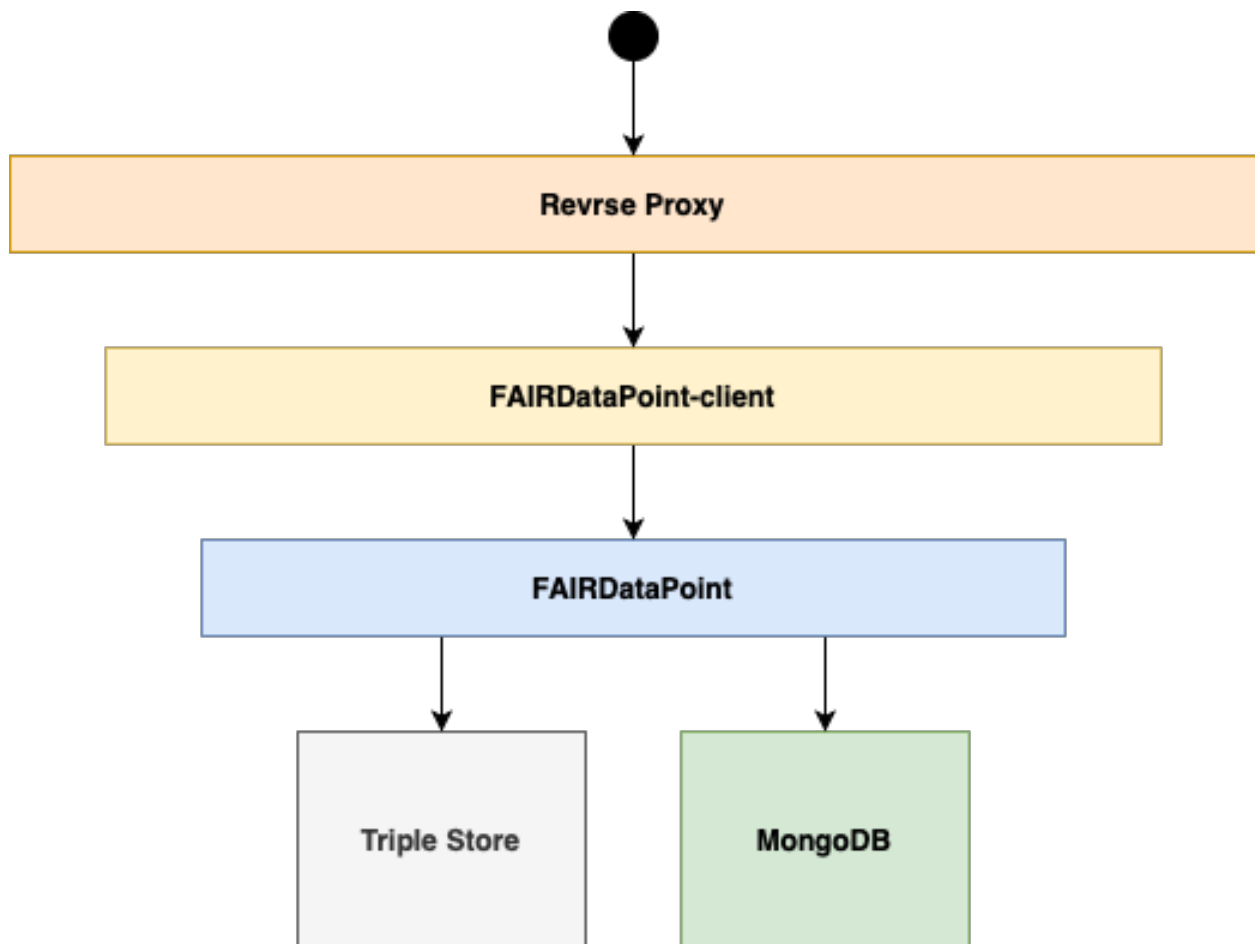 Revrse Proxy
FAIRDataPoint-client
FAIRDataPoint
Triple Store
MongoDB